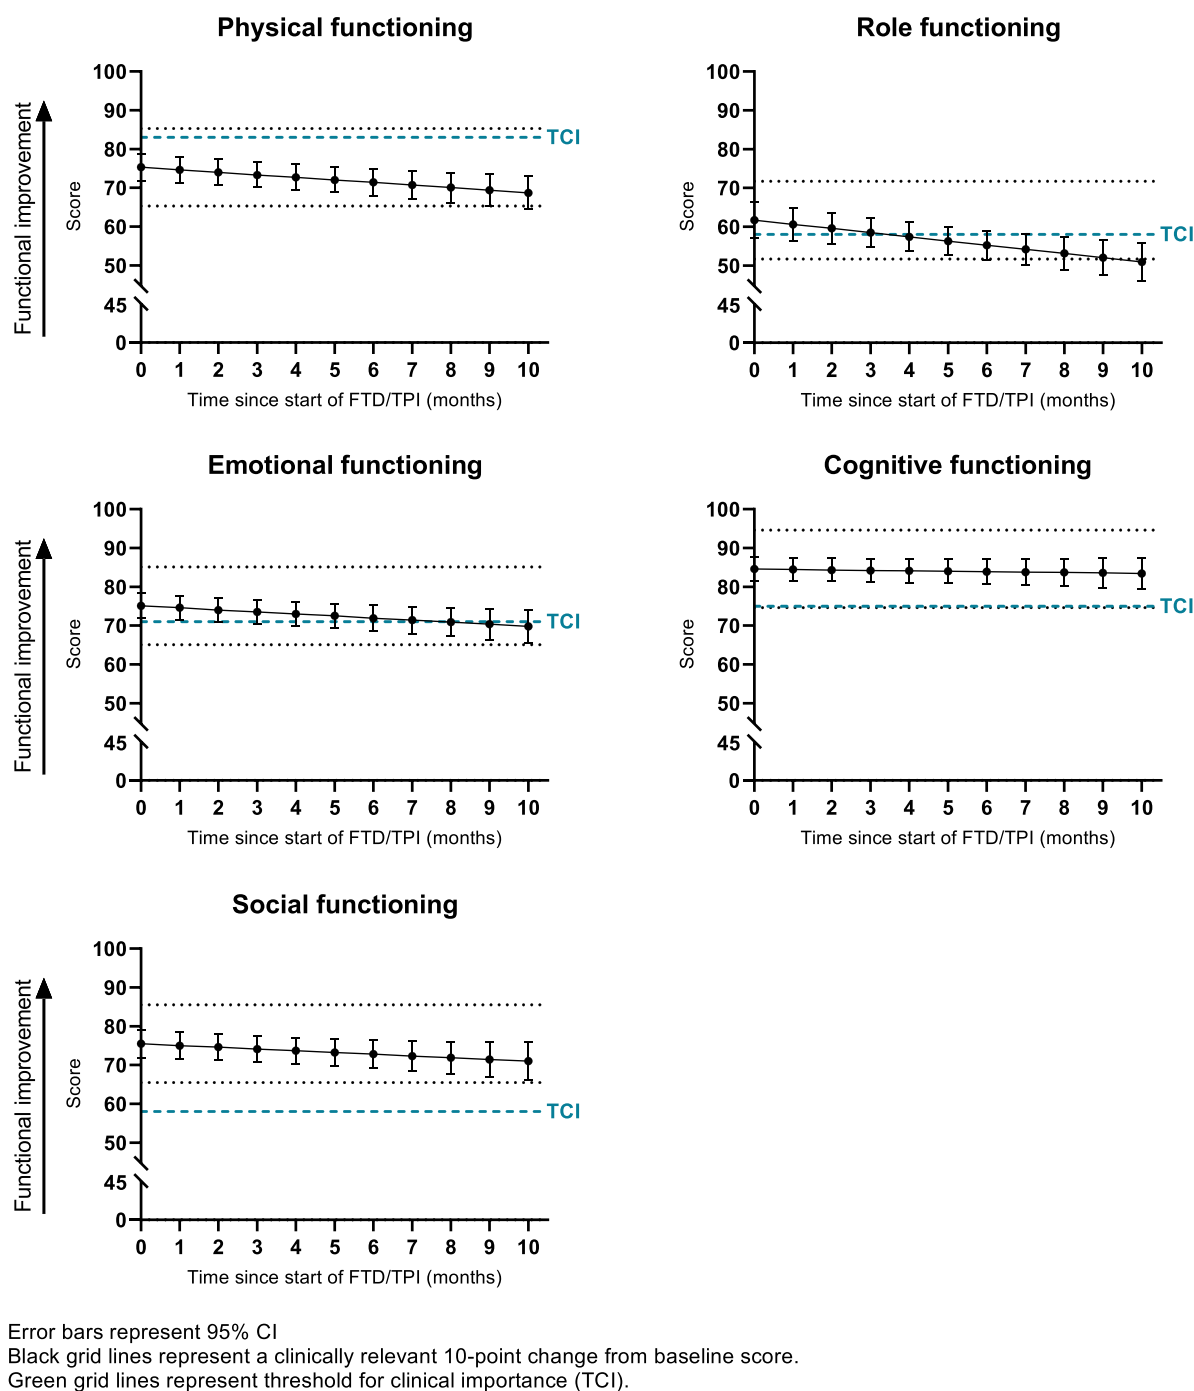 Physical functioning
Functional improvement
Score
100
90
80
70
60
50
45
0
TCI
0 1 2 3 4 5 6 7 8 9 10
Time since start of FTD/TPI (months)
Role functioning
Score
100
90
80
70
60
50
45
0
TCI
0 1 2 3 4 5 6 7 8 9 10
Time since start of FTD/TPI (months)
Emotional functioning
Functional improvement
Score
100
90
80
70
60
50
45
0
TCI
0 1 2 3 4 5 6 7 8 9 10
Time since start of FTD/TPI (months)
Cognitive functioning
Score
100
90
80
70
60
50
45
0
TCI
0 1 2 3 4 5 6 7 8 9 10
Time since start of FTD/TPI (months)
Social functioning
Functional improvement
Score
100
90
80
70
60
50
45
0
TCI
0 1 2 3 4 5 6 7 8 9 10
Time since start of FTD/TPI (months)
Error bars represent 95% CI
Black grid lines represent a clinically relevant 10-point change from baseline score.
Green grid lines represent threshold for clinical importance (TCI).